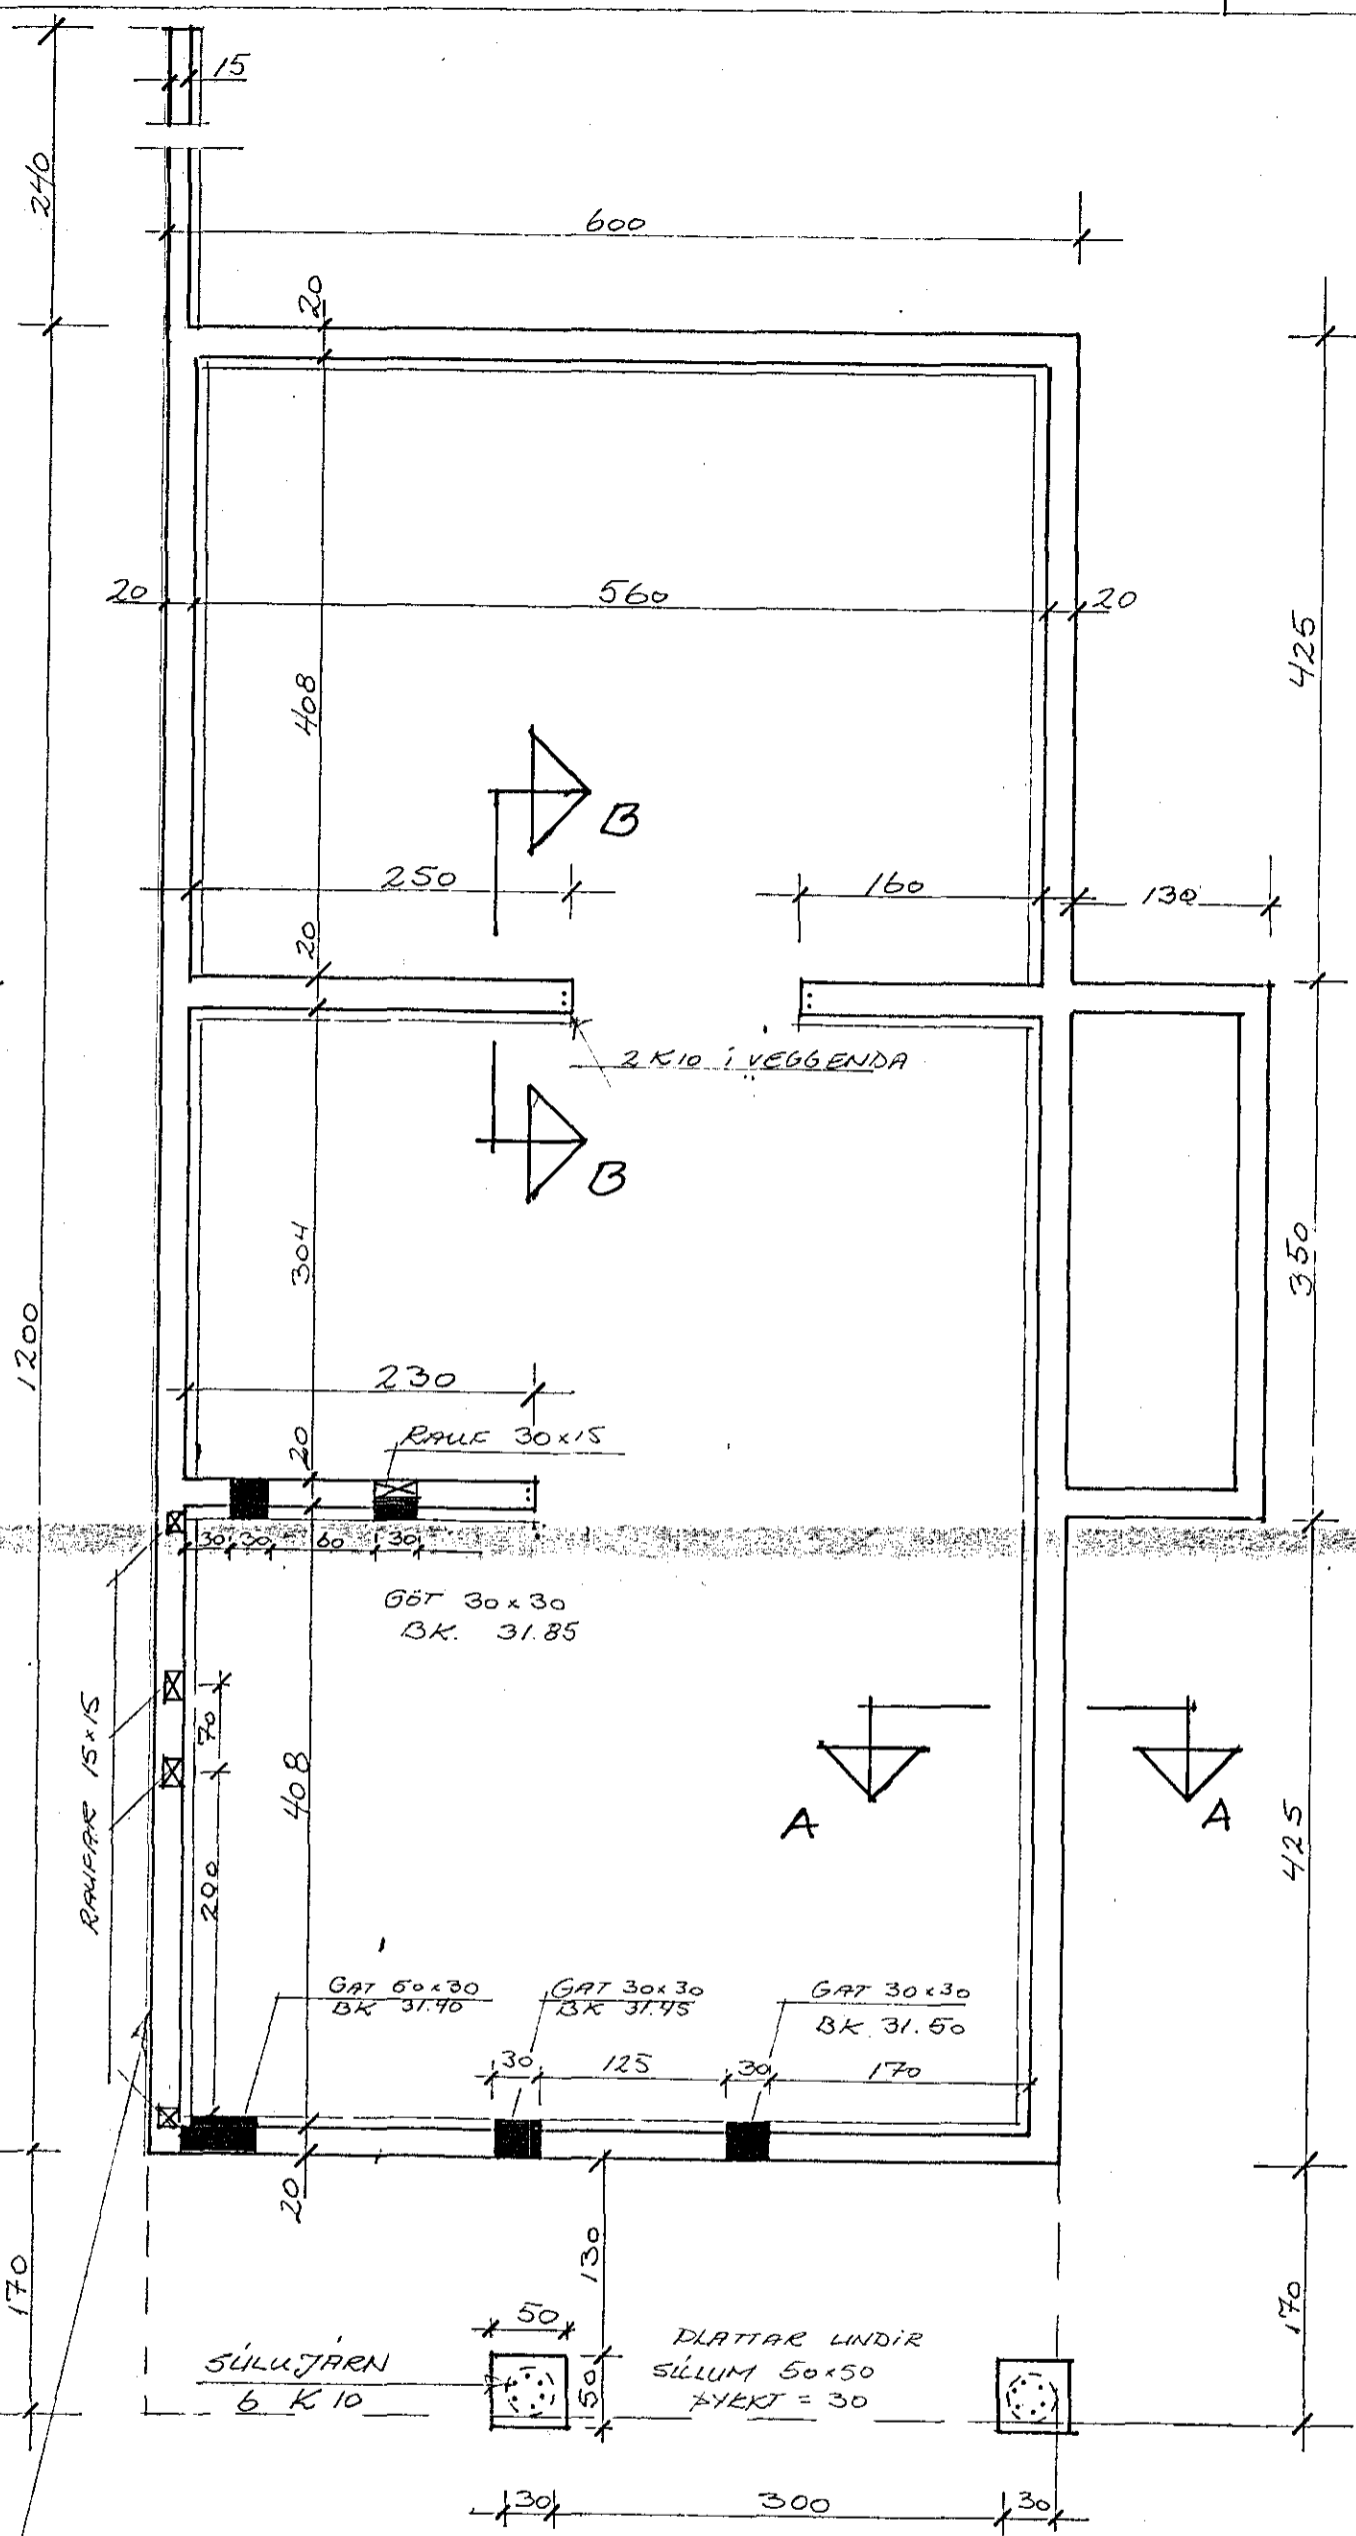 15
240
600
20
20
560
20
408
425
B
250
160
130
20
2 K10 Í VEGGENDA
B
304
350
1200
230
20
RAUF 30x15
30 30 60 30
GÖT 30x30
BK. 31.85
RAUFAR 15x15
70
408
A
A
425
200
GAT 60x30
BK 31.40
GAT 30x30
BK 31.45
GAT 30x30
BK 31.50
30
125
30
170
20
130
170
170
50
SÚLUJÁRN
6 K 10
50
PLATTAR UNDIR
SÚLUM 50x50
ÞYKKT = 30
30
300
30